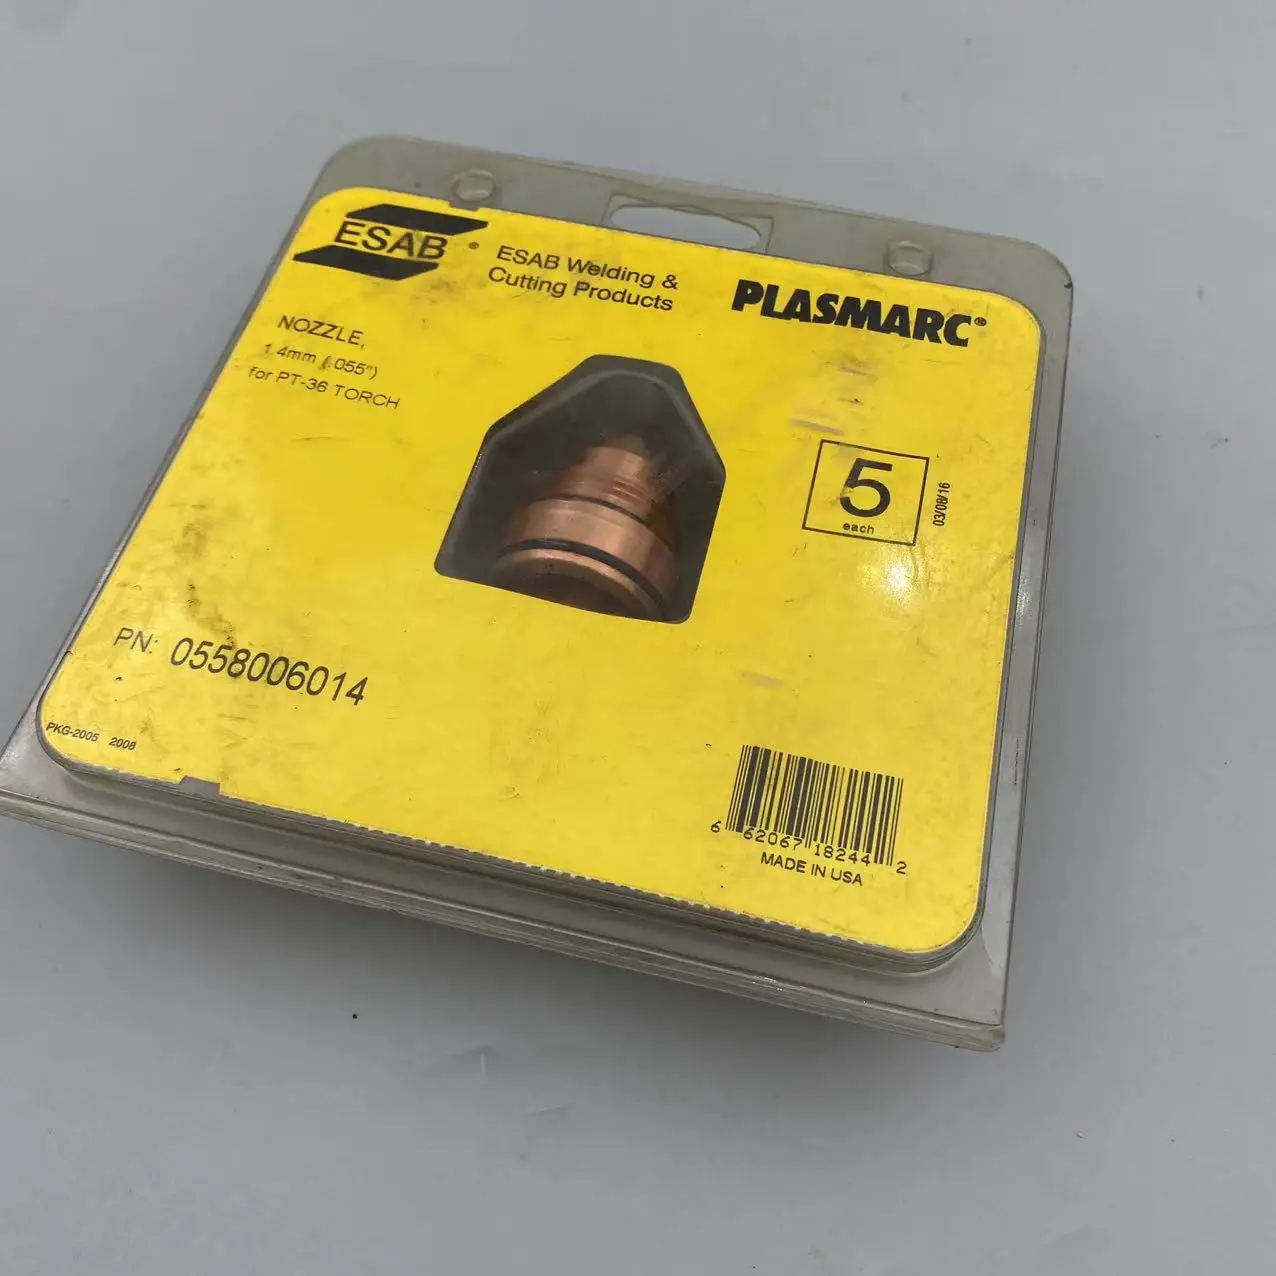 ESAB®
ESAB Welding &
Cutting Products
PLASMARC®
NOZZLE,
1.4mm (.055")
for PT-36 TORCH
5
each
03/08/16
PN: 0558006014
PKG-2005 2008
6 62067 18244 2
MADE IN USA